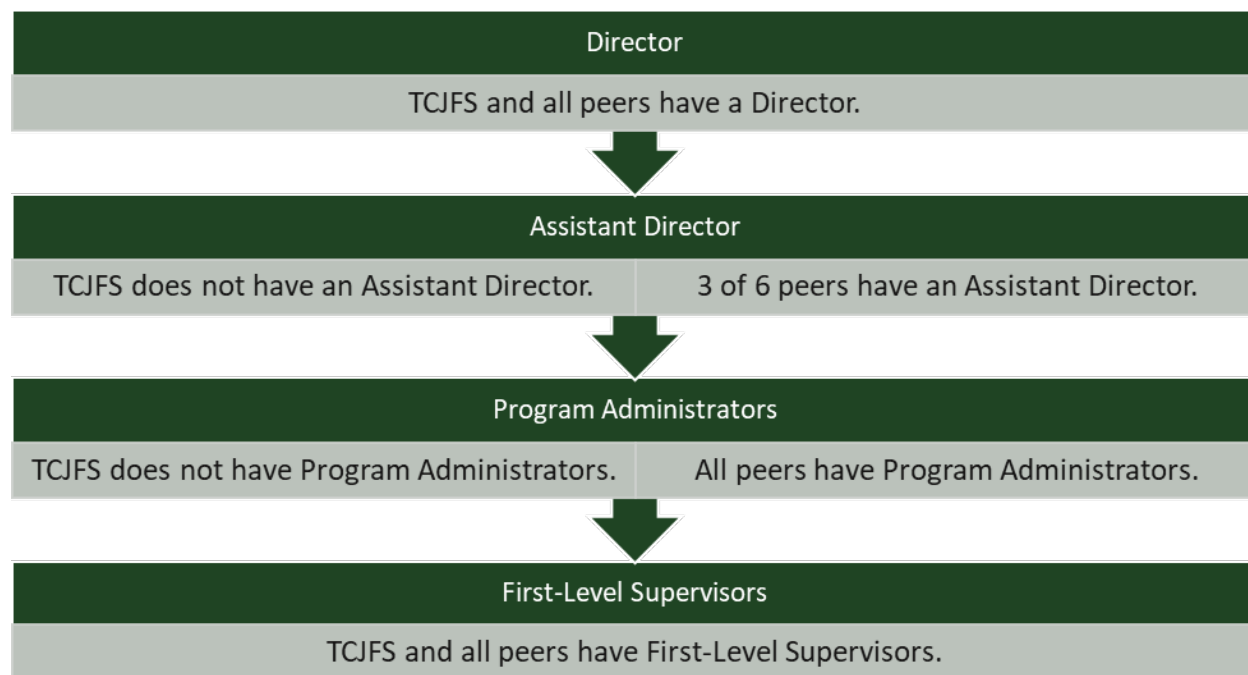 Director
TCJFS and all peers have a Director.
Assistant Director
TCJFS does not have an Assistant Director.
3 of 6 peers have an Assistant Director.
Program Administrators
TCJFS does not have Program Administrators.
All peers have Program Administrators.
First-Level Supervisors
TCJFS and all peers have First-Level Supervisors.